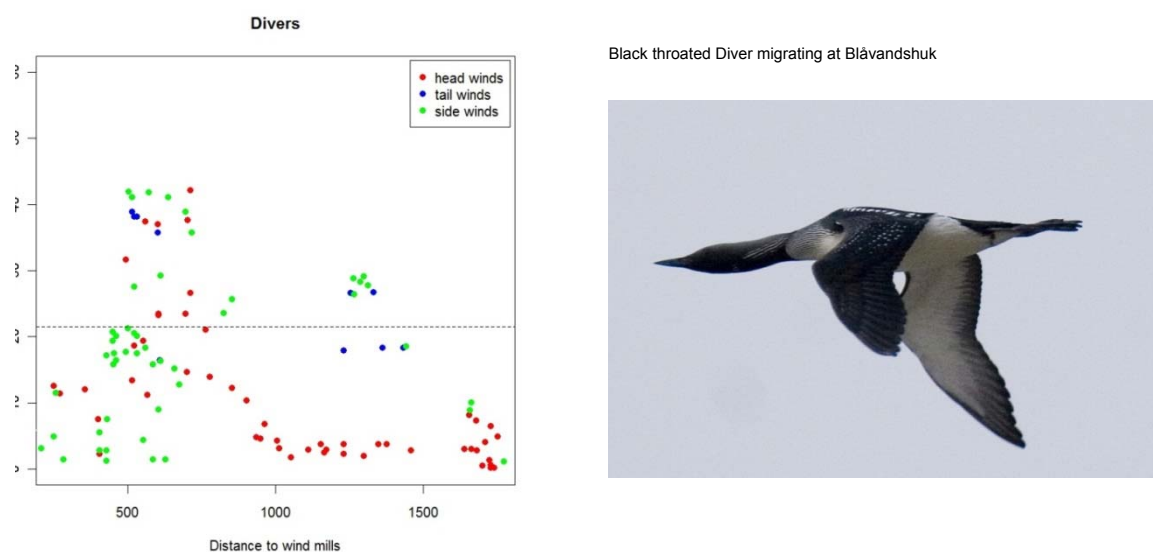 Divers
Black throated Diver migrating at Blåvandshuk
head winds
tail winds
side winds
500
1000
1500
Distance to wind mills